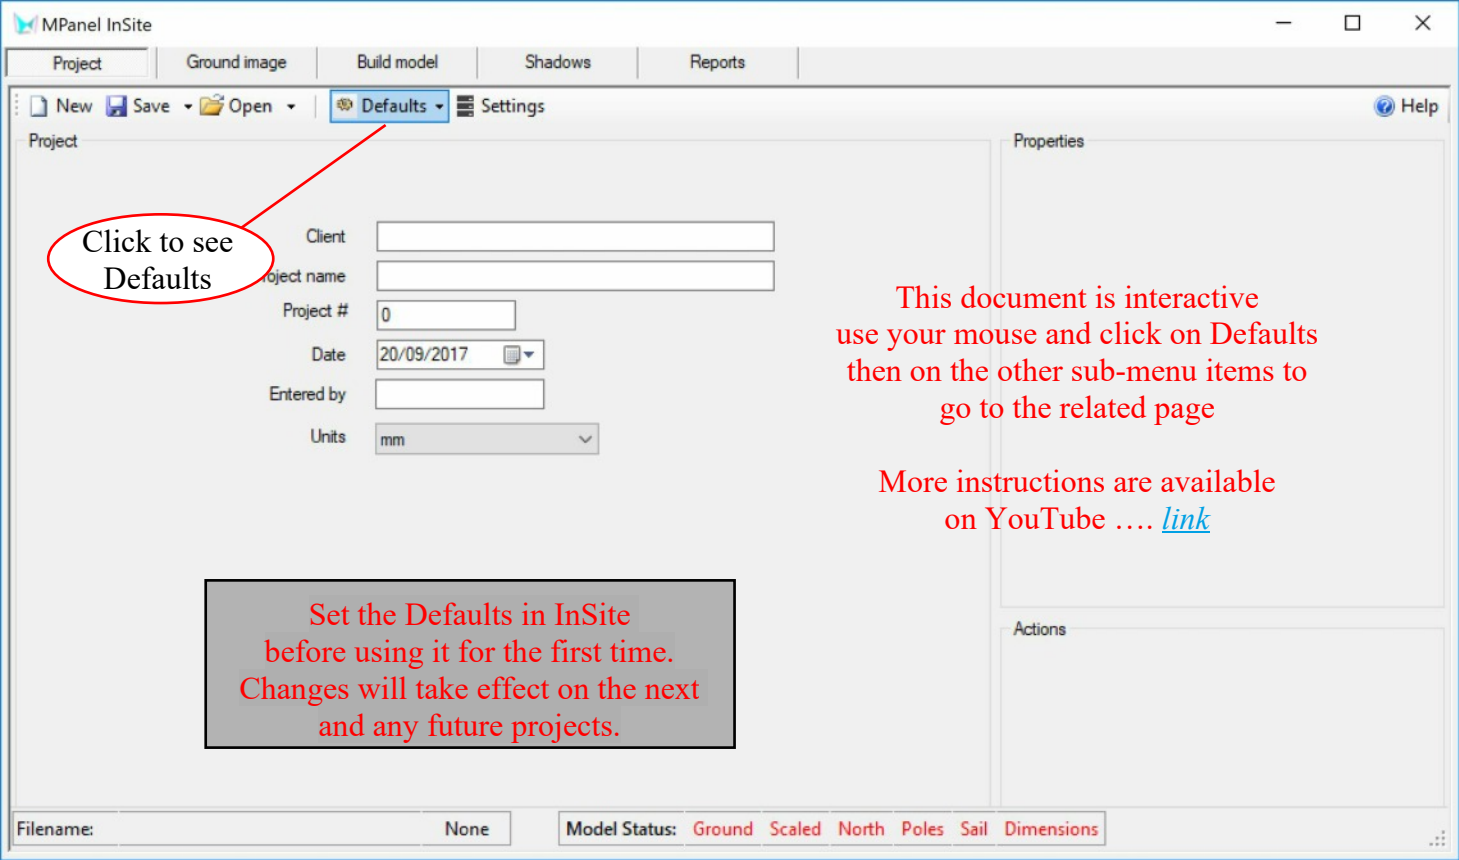 MPanel InSite
Project
Ground image
Build model
Shadows
Reports
New
Save
Open
Defaults
Settings
Help
Project
Properties
Click to see
Defaults
Client
oject name
Project #
0
Date
20/09/2017
Entered by
Units
mm
This document is interactive
use your mouse and click on Defaults
then on the other sub-menu items to
go to the related page
More instructions are available
on YouTube …. link
Set the Defaults in InSite
before using it for the first time.
Changes will take effect on the next
and any future projects.
Actions
Filename:
None
Model Status: Ground Scaled North Poles Sail Dimensions